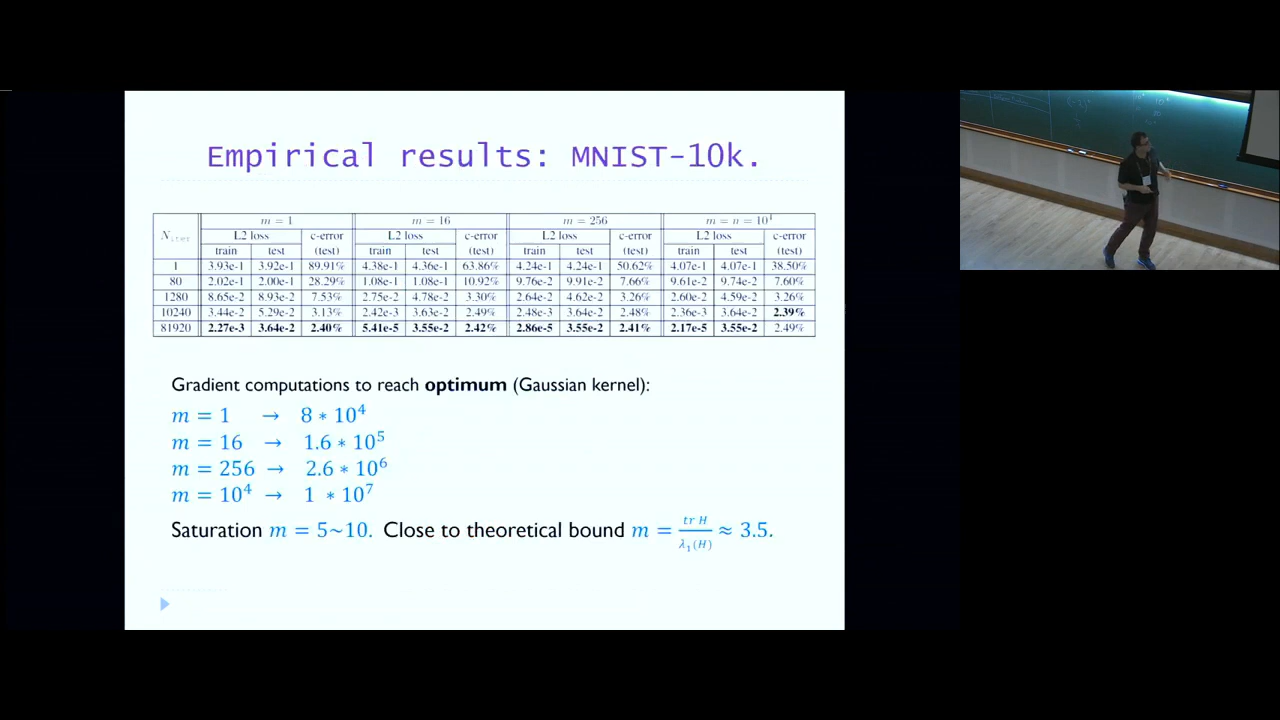 Empirical results: MNIST-10k.
N_iter m = 1 m = 16 m = 256 m = n = 10^4
L2 loss c-error L2 loss c-error L2 loss c-error L2 loss c-error
train test (test) train test (test) train test (test) train test (test)
1 3.93e-1 3.92e-1 89.91% 4.38e-1 4.36e-1 63.86% 4.24e-1 4.24e-1 50.62% 4.07e-1 4.07e-1 38.50%
80 2.02e-1 2.00e-1 28.29% 1.08e-1 1.08e-1 10.92% 9.76e-2 9.91e-2 7.66% 9.61e-2 9.74e-2 7.60%
1280 8.65e-2 8.93e-2 7.53% 2.75e-2 4.78e-2 3.30% 2.64e-2 4.62e-2 3.26% 2.60e-2 4.59e-2 3.26%
10240 3.44e-2 5.29e-2 3.13% 2.42e-3 3.63e-2 2.49% 2.48e-3 3.64e-2 2.48% 2.36e-3 3.64e-2 2.39%
81920 2.27e-3 3.64e-2 2.40% 5.41e-5 3.55e-2 2.42% 2.86e-5 3.55e-2 2.41% 2.17e-5 3.55e-2 2.49%
Gradient computations to reach optimum (Gaussian kernel):
m = 1 → 8 * 10^4
m = 16 → 1.6 * 10^5
m = 256 → 2.6 * 10^6
m = 10^4 → 1 * 10^7
Saturation m = 5~10. Close to theoretical bound m = tr H / λ₁(H) ≈ 3.5.